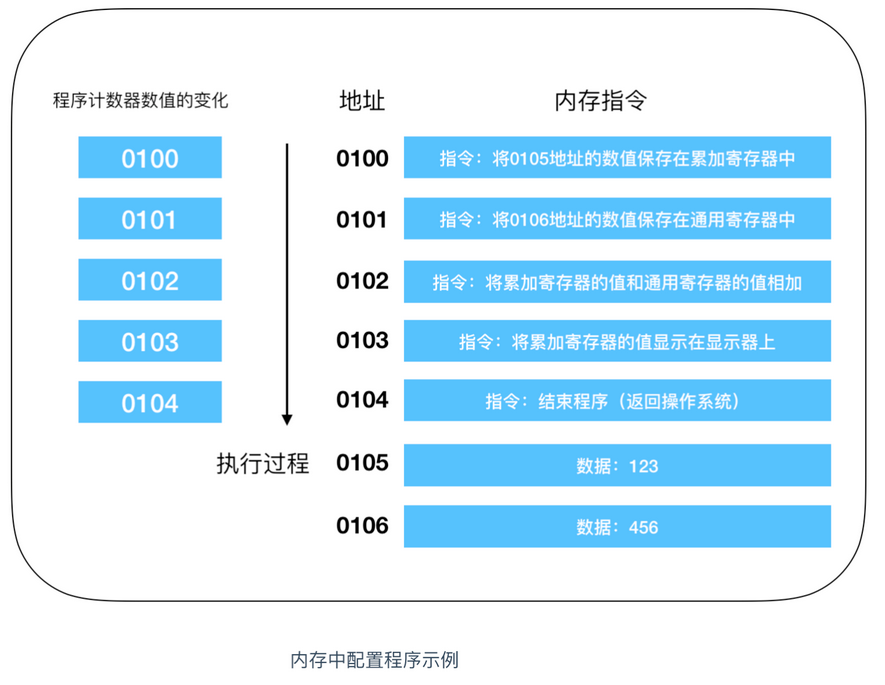 程序计数器数值的变化 地址 内存指令
0100 0100 指令：将0105地址的数值保存在累加寄存器中
0101 0101 指令：将0106地址的数值保存在通用寄存器中
0102 0102 指令：将累加寄存器的值和通用寄存器的值相加
0103 0103 指令：将累加寄存器的值显示在显示器上
0104 0104 指令：结束程序（返回操作系统）
执行过程 0105 数据：123
0106 数据：456
内存中配置程序示例